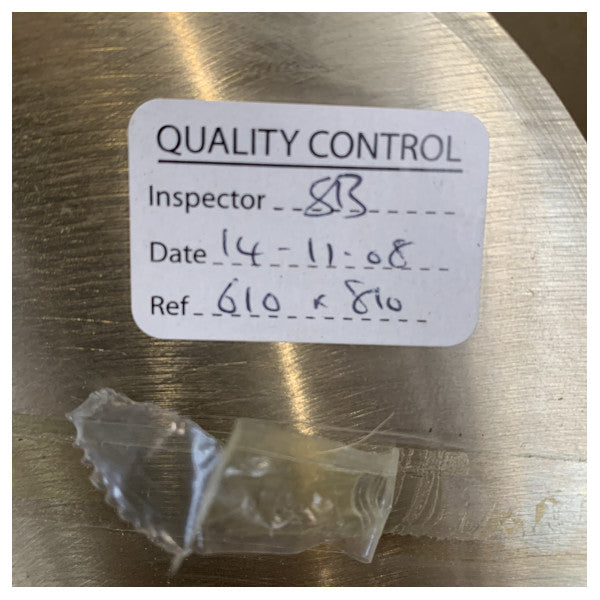 QUALITY CONTROL
Inspector SB
Date 14-11-08
Ref 610 x 810